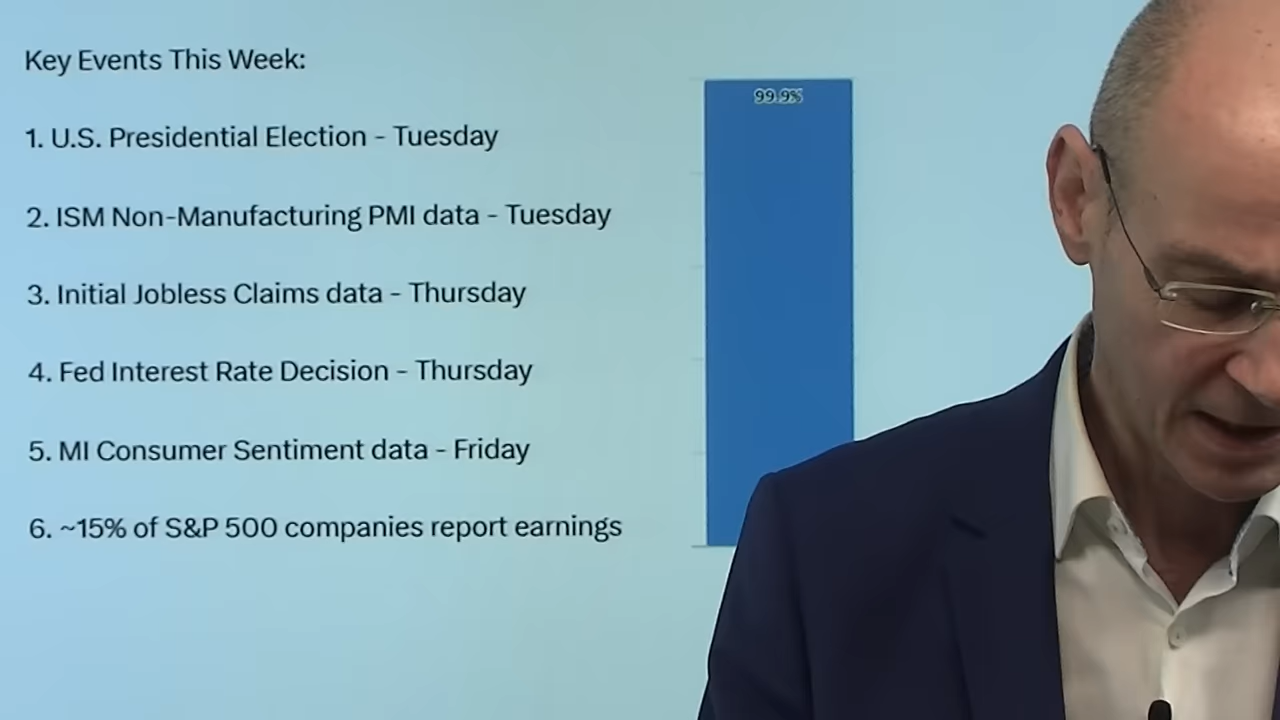 Key Events This Week:
1. U.S. Presidential Election - Tuesday
2. ISM Non-Manufacturing PMI data - Tuesday
3. Initial Jobless Claims data - Thursday
4. Fed Interest Rate Decision - Thursday
5. MI Consumer Sentiment data - Friday
6. ~15% of S&P 500 companies report earnings
99.9%